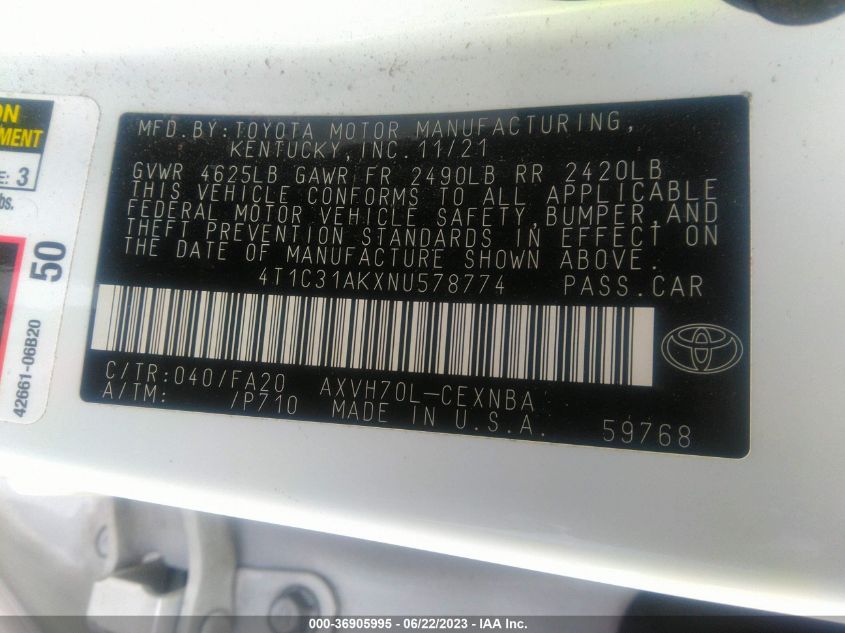 ON
MENT
E: 3
lbs.
50
42661-06B20
MFD.BY:TOYOTA MOTOR MANUFACTURING,
KENTUCKY,INC.11/21
GVWR 4625LB GAWR FR 2490LB RR 2420LB
THIS VEHICLE CONFORMS TO ALL APPLICABLE
FEDERAL MOTOR VEHICLE SAFETY,BUMPER,AND
THEFT PREVENTION STANDARDS IN EFFECT ON
THE DATE OF MANUFACTURE SHOWN ABOVE.
4T1C31AKXNU578774 PASS.CAR
C/TR:040/FA20 AXVH70L-CEXNBA
A/TM: /P710 MADE IN U.S.A. 59768
000-36905995 - 06/22/2023 - IAA Inc.